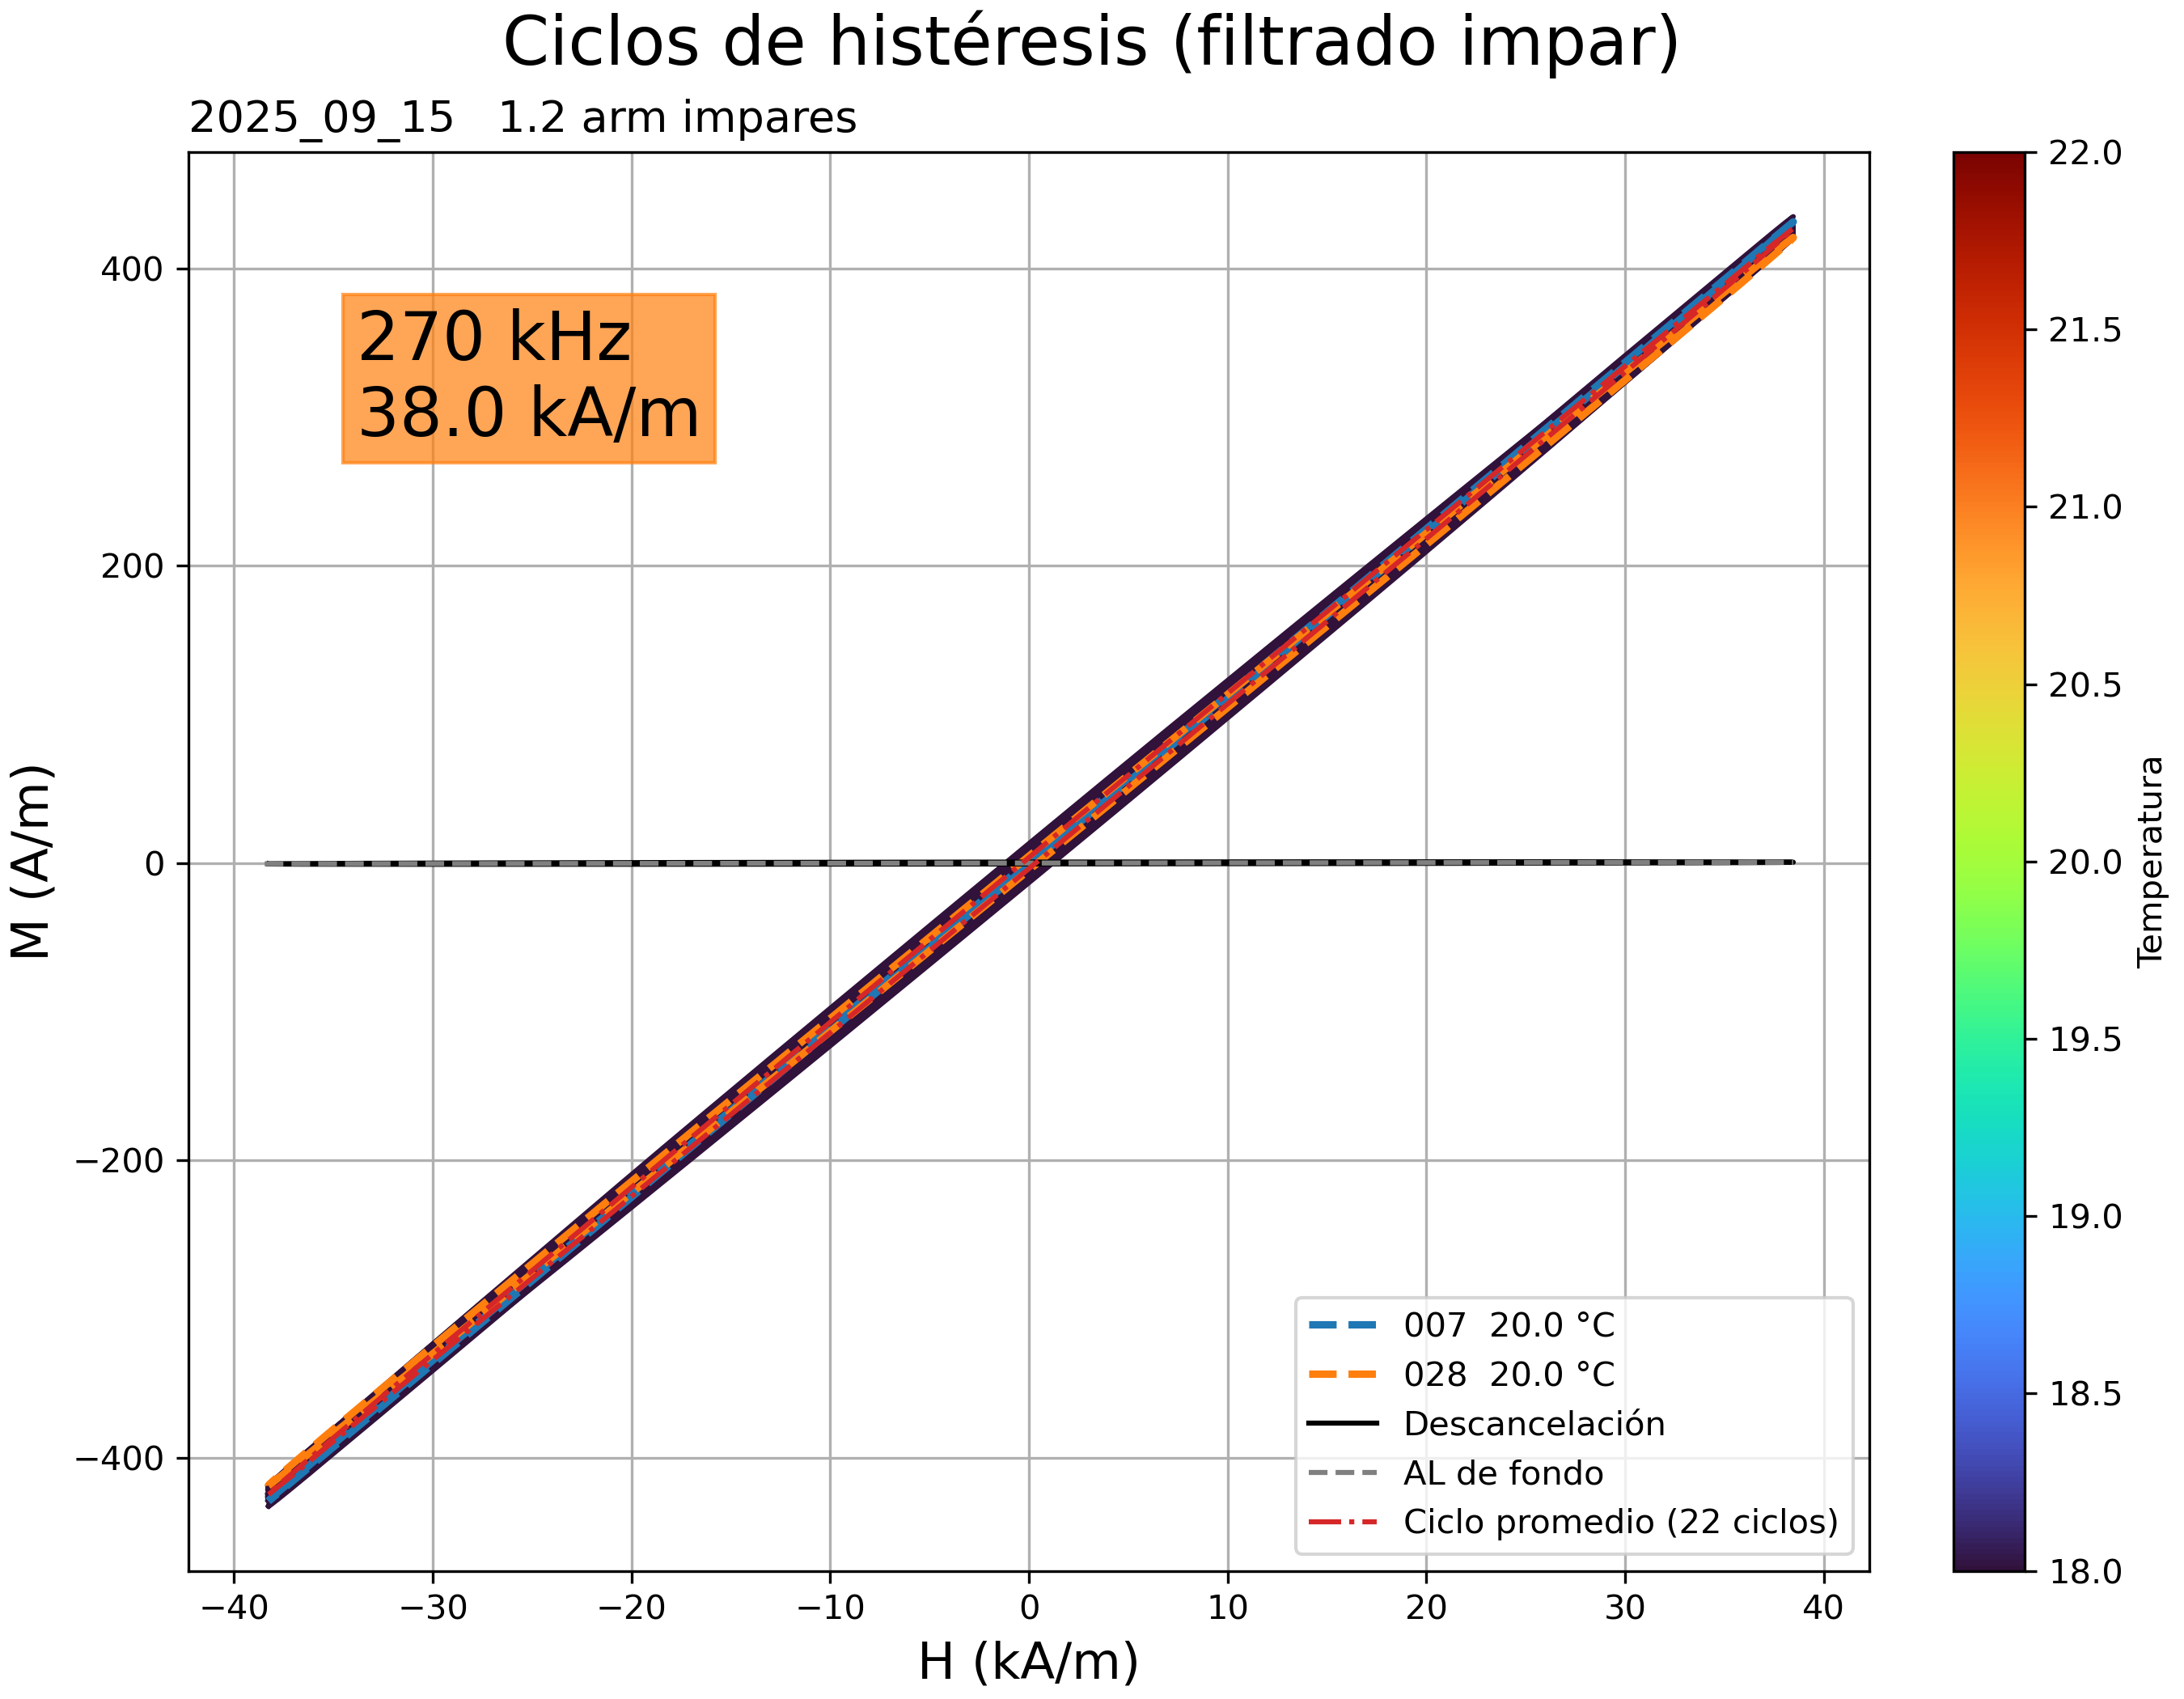 Ciclos de histéresis (filtrado impar)
2025_09_15   1.2 arm impares
270 kHz
38.0 kA/m
M (A/m)
400
200
0
−200
−400
−40
−30
−20
−10
0
10
20
30
40
H (kA/m)
007  20.0 °C
028  20.0 °C
Descancelación
AL de fondo
Ciclo promedio (22 ciclos)
22.0
21.5
21.0
20.5
20.0
19.5
19.0
18.5
18.0
Temperatura